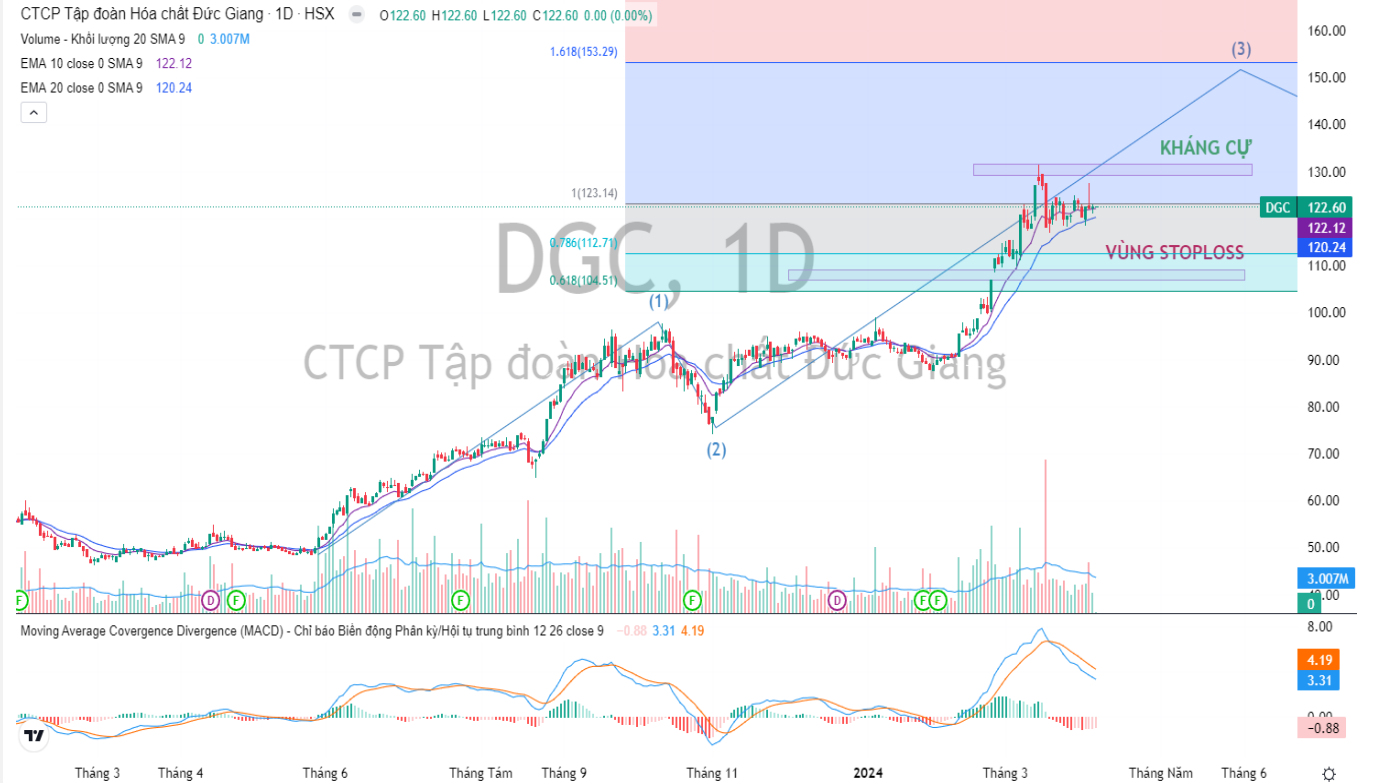 CTCP Tập đoàn Hóa chất Đức Giang · 1D · HSX O122.60 H122.60 L122.60 C122.60 0.00 (0.00%)
Volume - Khối lượng 20 SMA 9 0 3.007M
EMA 10 close 0 SMA 9 122.12
EMA 20 close 0 SMA 9 120.24
1.618(153.29)
(3)
160.00
150.00
140.00
KHÁNG CỰ
130.00
1(123.14)
DGC 122.60
122.12
120.24
DGC, 1D
0.786(112.71)
VÙNG STOPLOSS
110.00
0.618(104.51)
(1)
100.00
CTCP Tập đoàn Hóa chất Đức Giang
90.00
80.00
(2)
70.00
60.00
50.00
3.007M
40.00
0
F D F F F D F F
Moving Average Covergence Divergence (MACD) - Chỉ báo Biến động Phân kỳ/Hội tụ trung bình 12 26 close 9 −0.88 3.31 4.19
8.00
4.19
3.31
0.00
−0.88
Tháng 3 Tháng 4 Tháng 6 Tháng Tám Tháng 9 Tháng 11 2024 Tháng 3 Tháng Năm Tháng 6